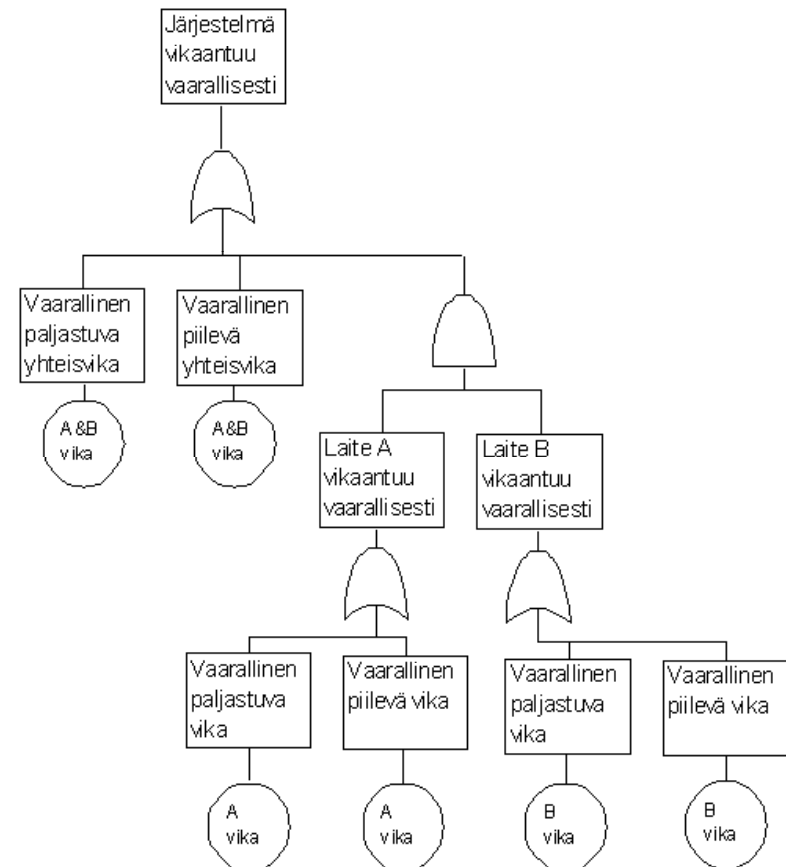 Järjestelmä
vikaantuu
vaarallisesti
Vaarallinen
paljastuva
yhteisvika
Vaarallinen
piilevä
yhteisvika
A&B
vika
A&B
vika
Laite A
vikaantuu
vaarallisesti
Laite B
vikaantuu
vaarallisesti
Vaarallinen
paljastuva
vika
Vaarallinen
piilevä vika
Vaarallinen
paljastuva
vika
Vaarallinen
piilevä vika
A
vika
A
vika
B
vika
B
vika